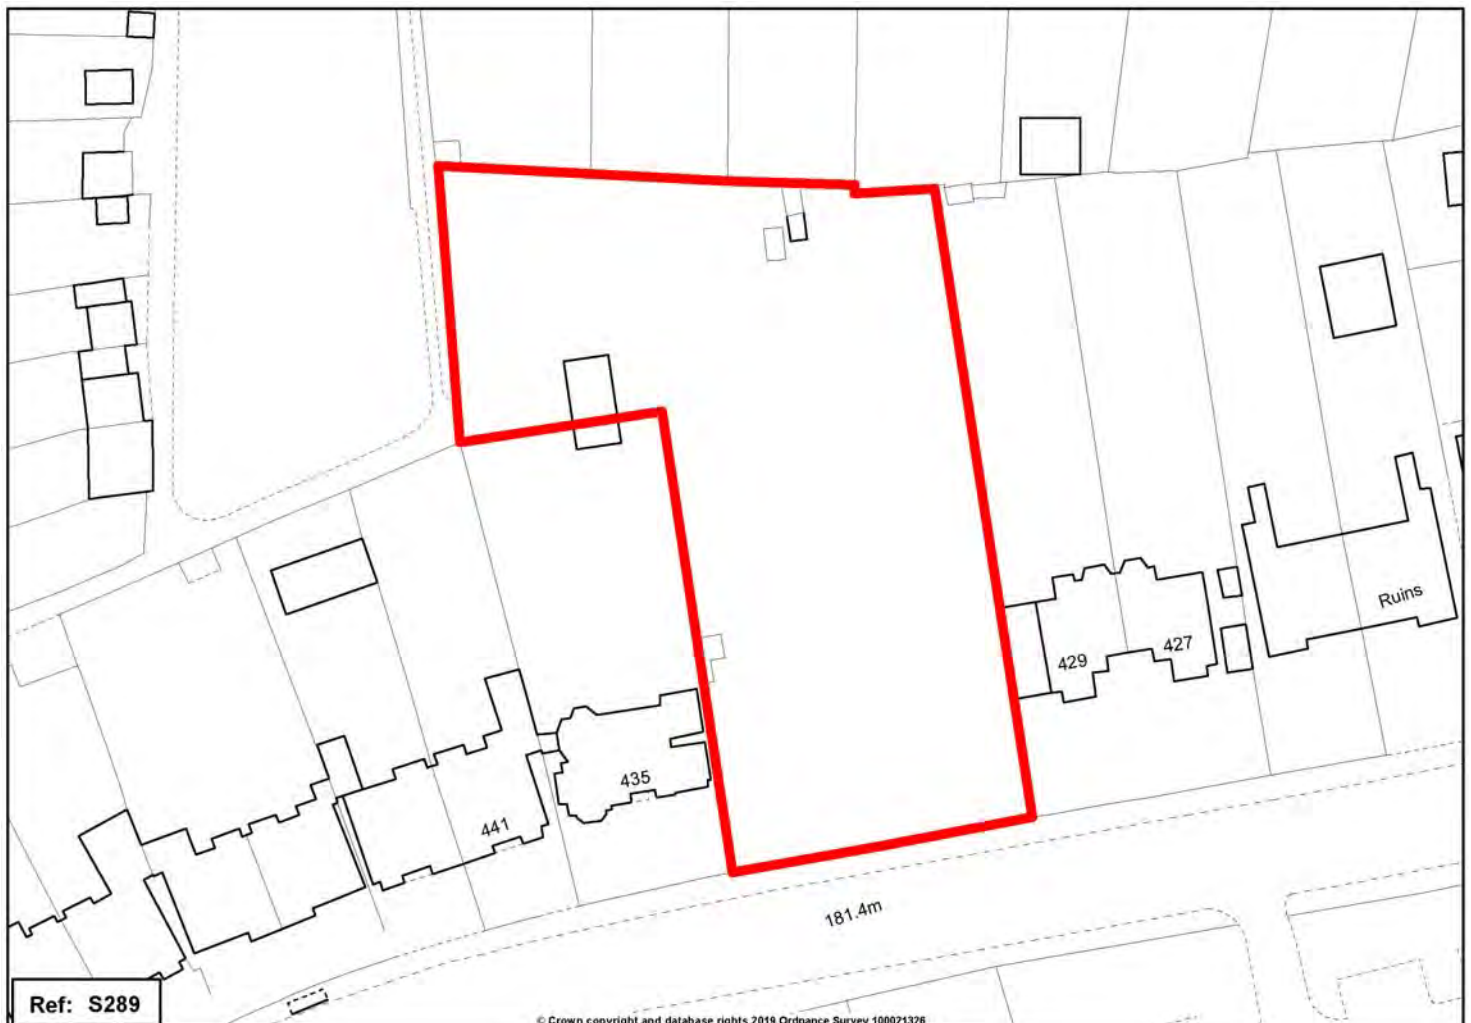 Ruins
429
427
435
441
181.4m
Ref: S289
© Crown copyright and database rights 2019 Ordnance Survey 100021326